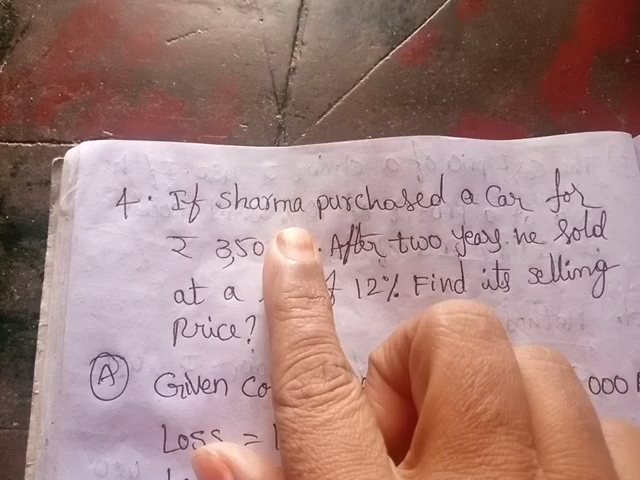 4. If Sharma purchased a Car for
₹ 3,50 . After two years he sold
at a 12% Find its selling
price?
A Given co 000
Loss =